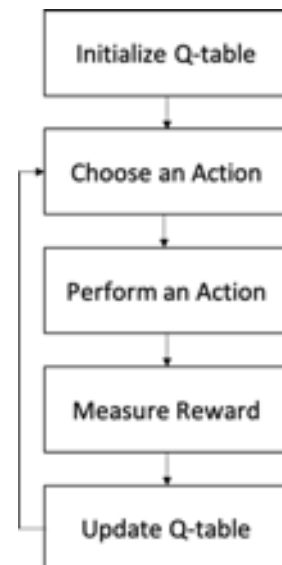 Initialize Q-table
Choose an Action
Perform an Action
Measure Reward
Update Q-table